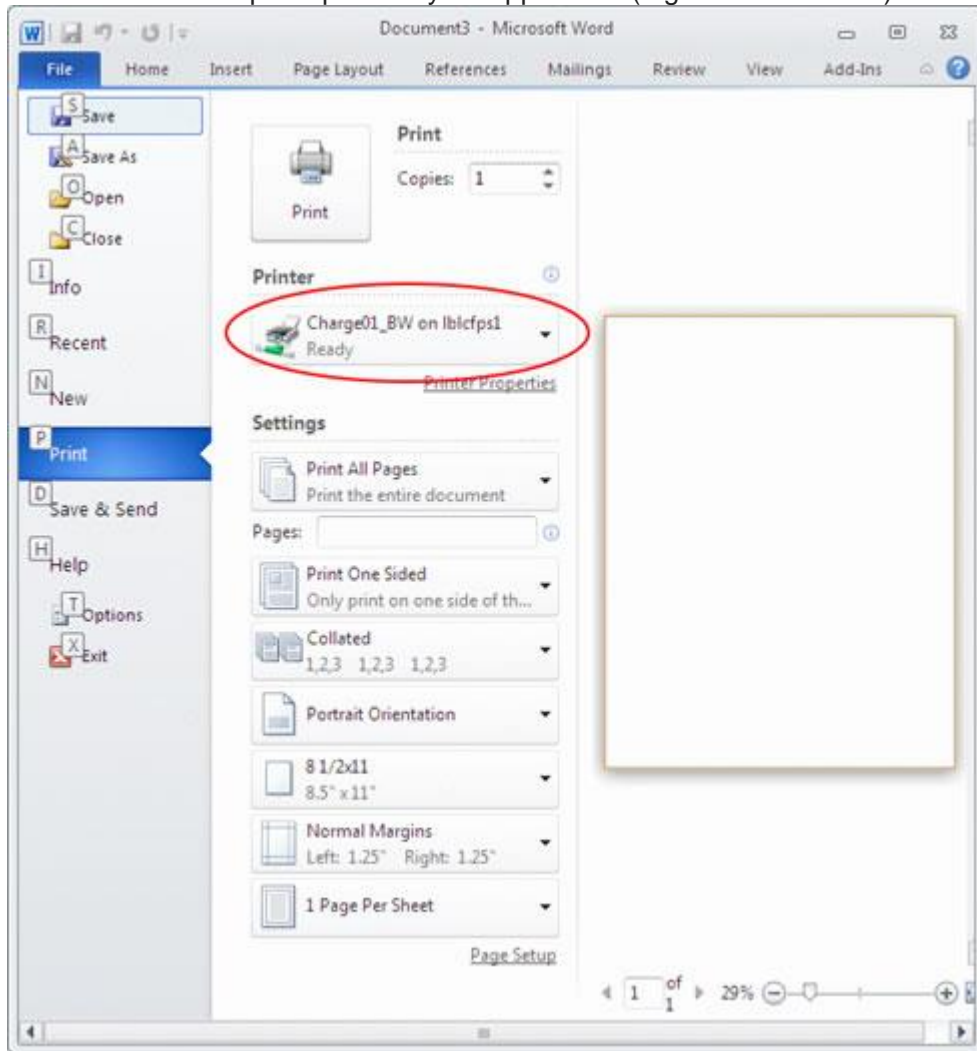 Document3 - Microsoft Word
File Home Insert Page Layout References Mailings Review View Add-Ins
S Save
A Save As
O Open
C Close
I Info
R Recent
N New
P Print
D Save & Send
H Help
T Options
X Exit
Print
Print
Copies: 1
Printer
Charge01_BW on lblcfps1
Ready
Printer Properties
Settings
Print All Pages
Print the entire document
Pages:
Print One Sided
Only print on one side of th...
Collated
1,2,3 1,2,3 1,2,3
Portrait Orientation
8 1/2x11
8.5" x 11"
Normal Margins
Left: 1.25" Right: 1.25"
1 Page Per Sheet
Page Setup
1 of 1 29%